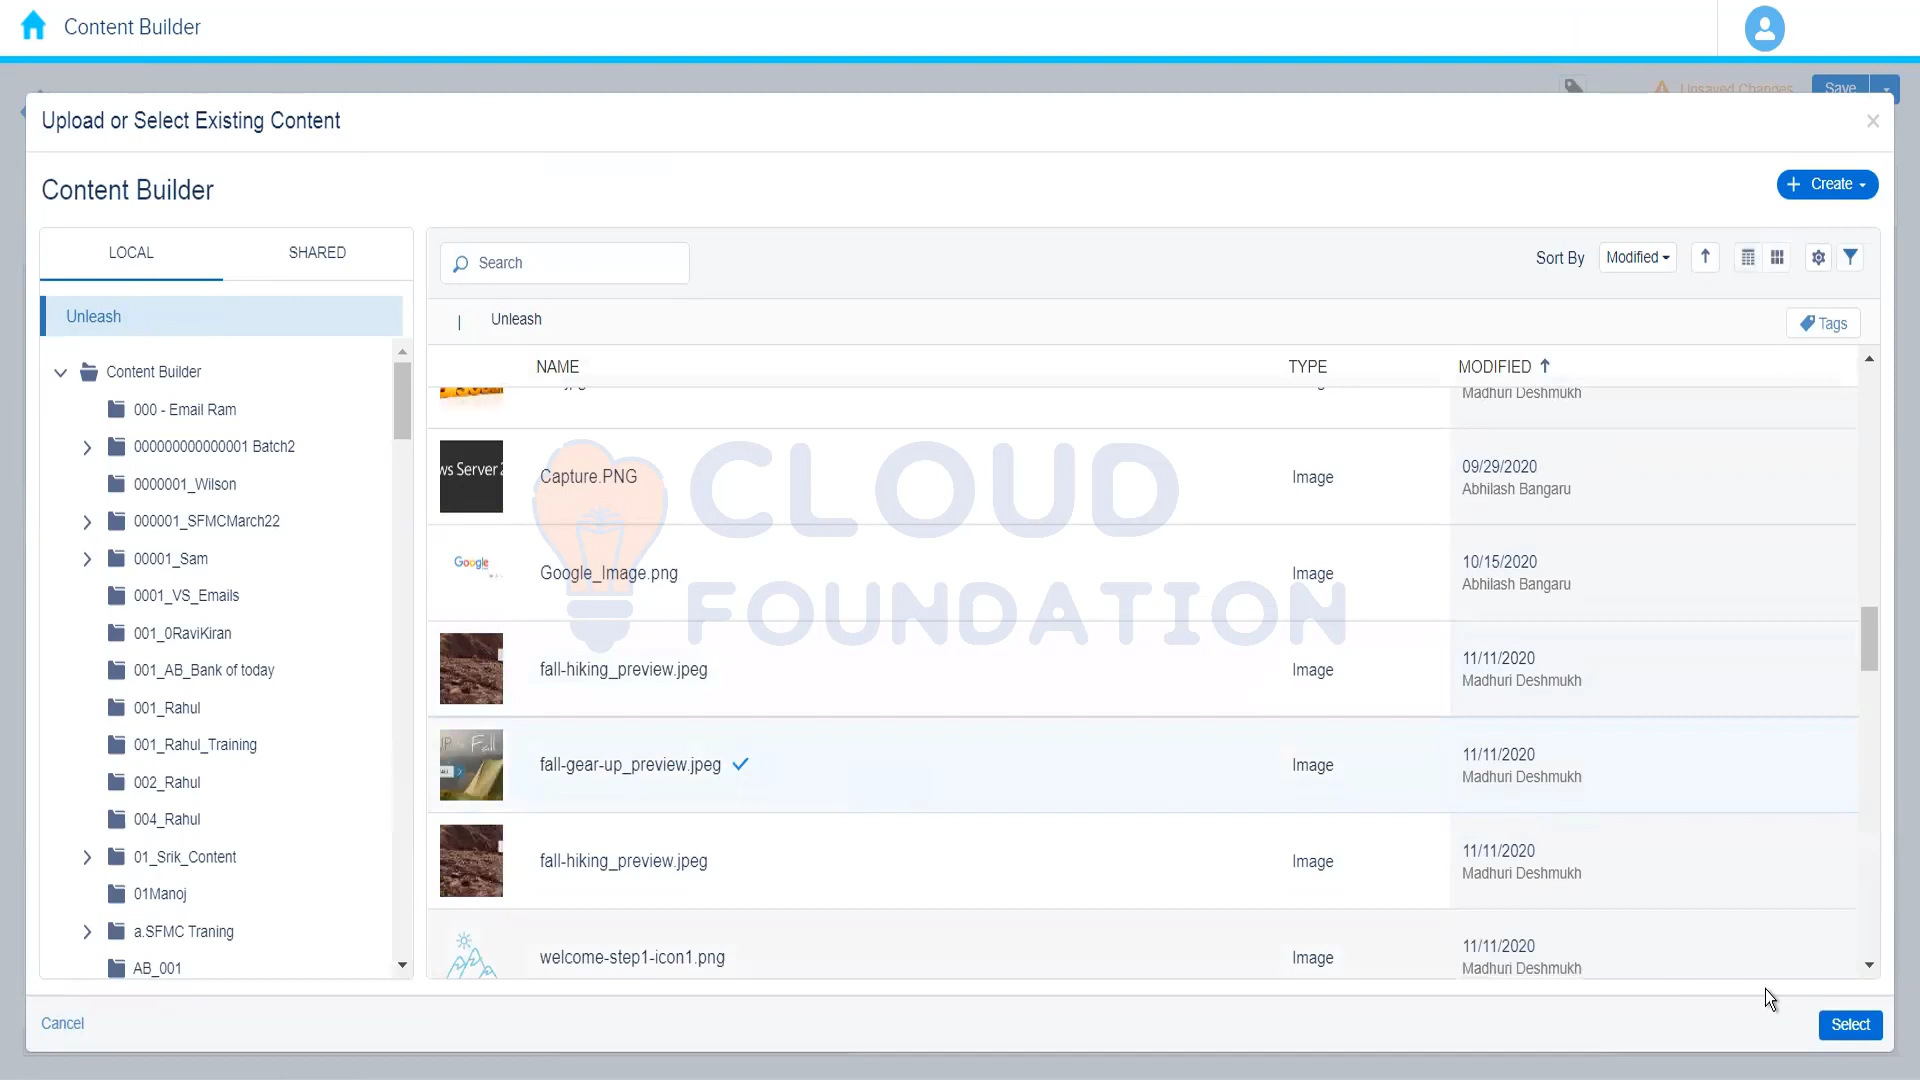 Content Builder
Unsaved Changes
Save
Upload or Select Existing Content
Content Builder
Create
LOCAL
SHARED
Search
Sort By
Modified
Unleash
| Unleash
Tags
Content Builder
000 - Email Ram
000000000000001 Batch2
0000001_Wilson
000001_SFMCMarch22
00001_Sam
0001_VS_Emails
001_0RaviKiran
001_AB_Bank of today
001_Rahul
001_Rahul_Training
002_Rahul
004_Rahul
01_Srik_Content
01Manoj
a.SFMC Traning
AB_001
NAME
TYPE
MODIFIED
Madhuri Deshmukh
ws Server 2
Capture.PNG
Image
09/29/2020
Abhilash Bangaru
Google
Google_Image.png
Image
10/15/2020
Abhilash Bangaru
fall-hiking_preview.jpeg
Image
11/11/2020
Madhuri Deshmukh
UP Fall
fall-gear-up_preview.jpeg
Image
11/11/2020
Madhuri Deshmukh
fall-hiking_preview.jpeg
Image
11/11/2020
Madhuri Deshmukh
welcome-step1-icon1.png
Image
11/11/2020
Madhuri Deshmukh
CLOUD
FOUNDATION
Cancel
Select